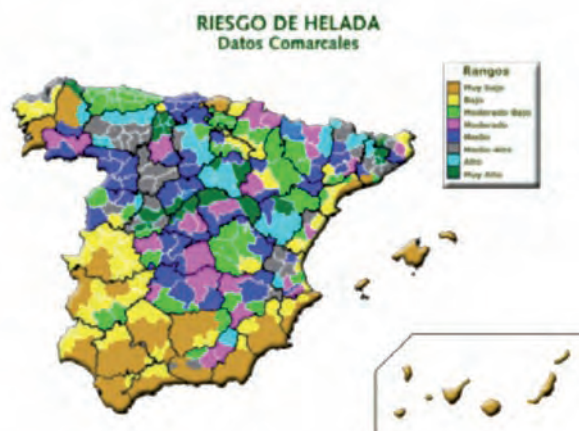 RIESGO DE HELADA
Datos Comarcales
Rangos
Muy bajo
Bajo
Moderado-Bajo
Moderado
Medio
Medio-Alto
Alto
Muy Alto